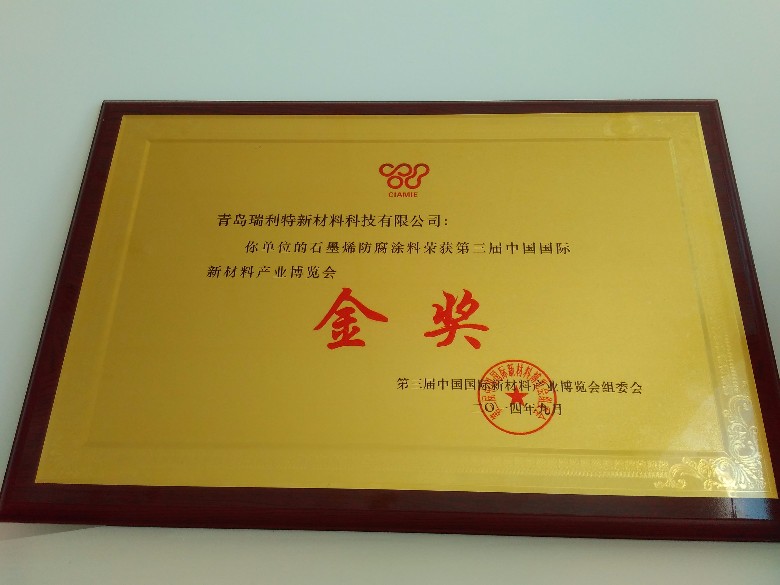 CIAMIE
青岛瑞利特新材料科技有限公司：
你单位的石墨烯防腐涂料荣获第三届中国国际
新材料产业博览会
金奖
第三届中国国际新材料产业博览会组委会
二〇一四年九月